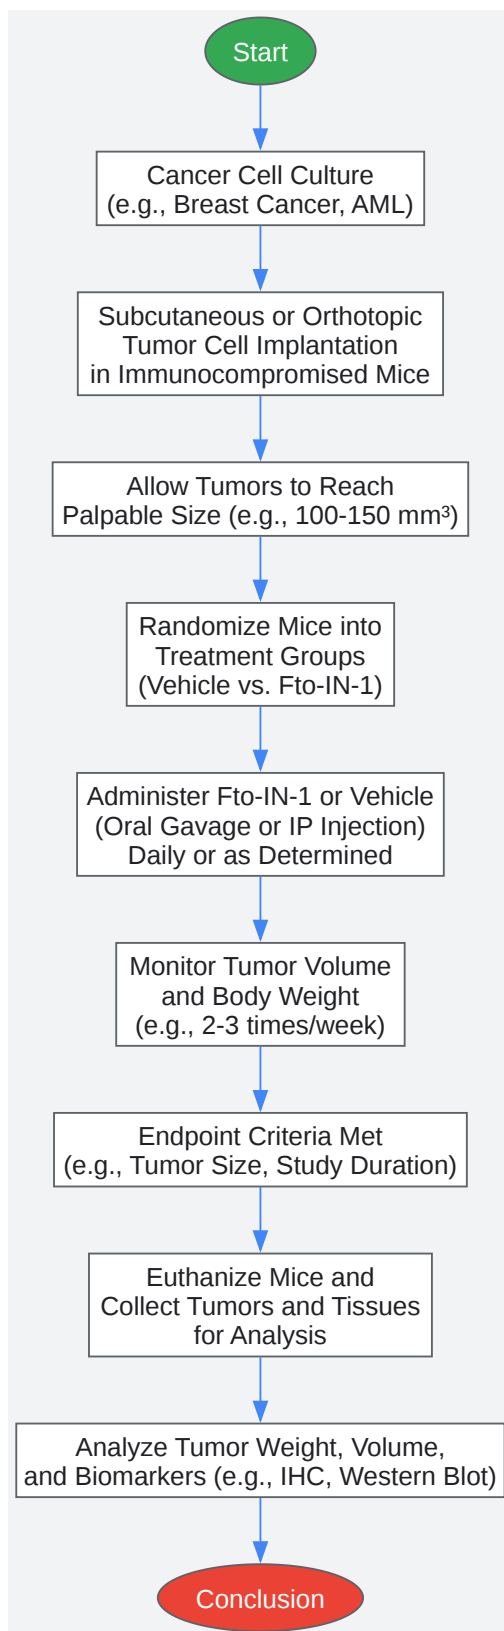 Start
Cancer Cell Culture
(e.g., Breast Cancer, AML)
Subcutaneous or Orthotopic
Tumor Cell Implantation
in Immunocompromised Mice
Allow Tumors to Reach
Palpable Size (e.g., 100-150 mm³)
Randomize Mice into
Treatment Groups
(Vehicle vs. Fto-IN-1)
Administer Fto-IN-1 or Vehicle
(Oral Gavage or IP Injection)
Daily or as Determined
Monitor Tumor Volume
and Body Weight
(e.g., 2-3 times/week)
Endpoint Criteria Met
(e.g., Tumor Size, Study Duration)
Euthanize Mice and
Collect Tumors and Tissues
for Analysis
Analyze Tumor Weight, Volume,
and Biomarkers (e.g., IHC, Western Blot)
Conclusion